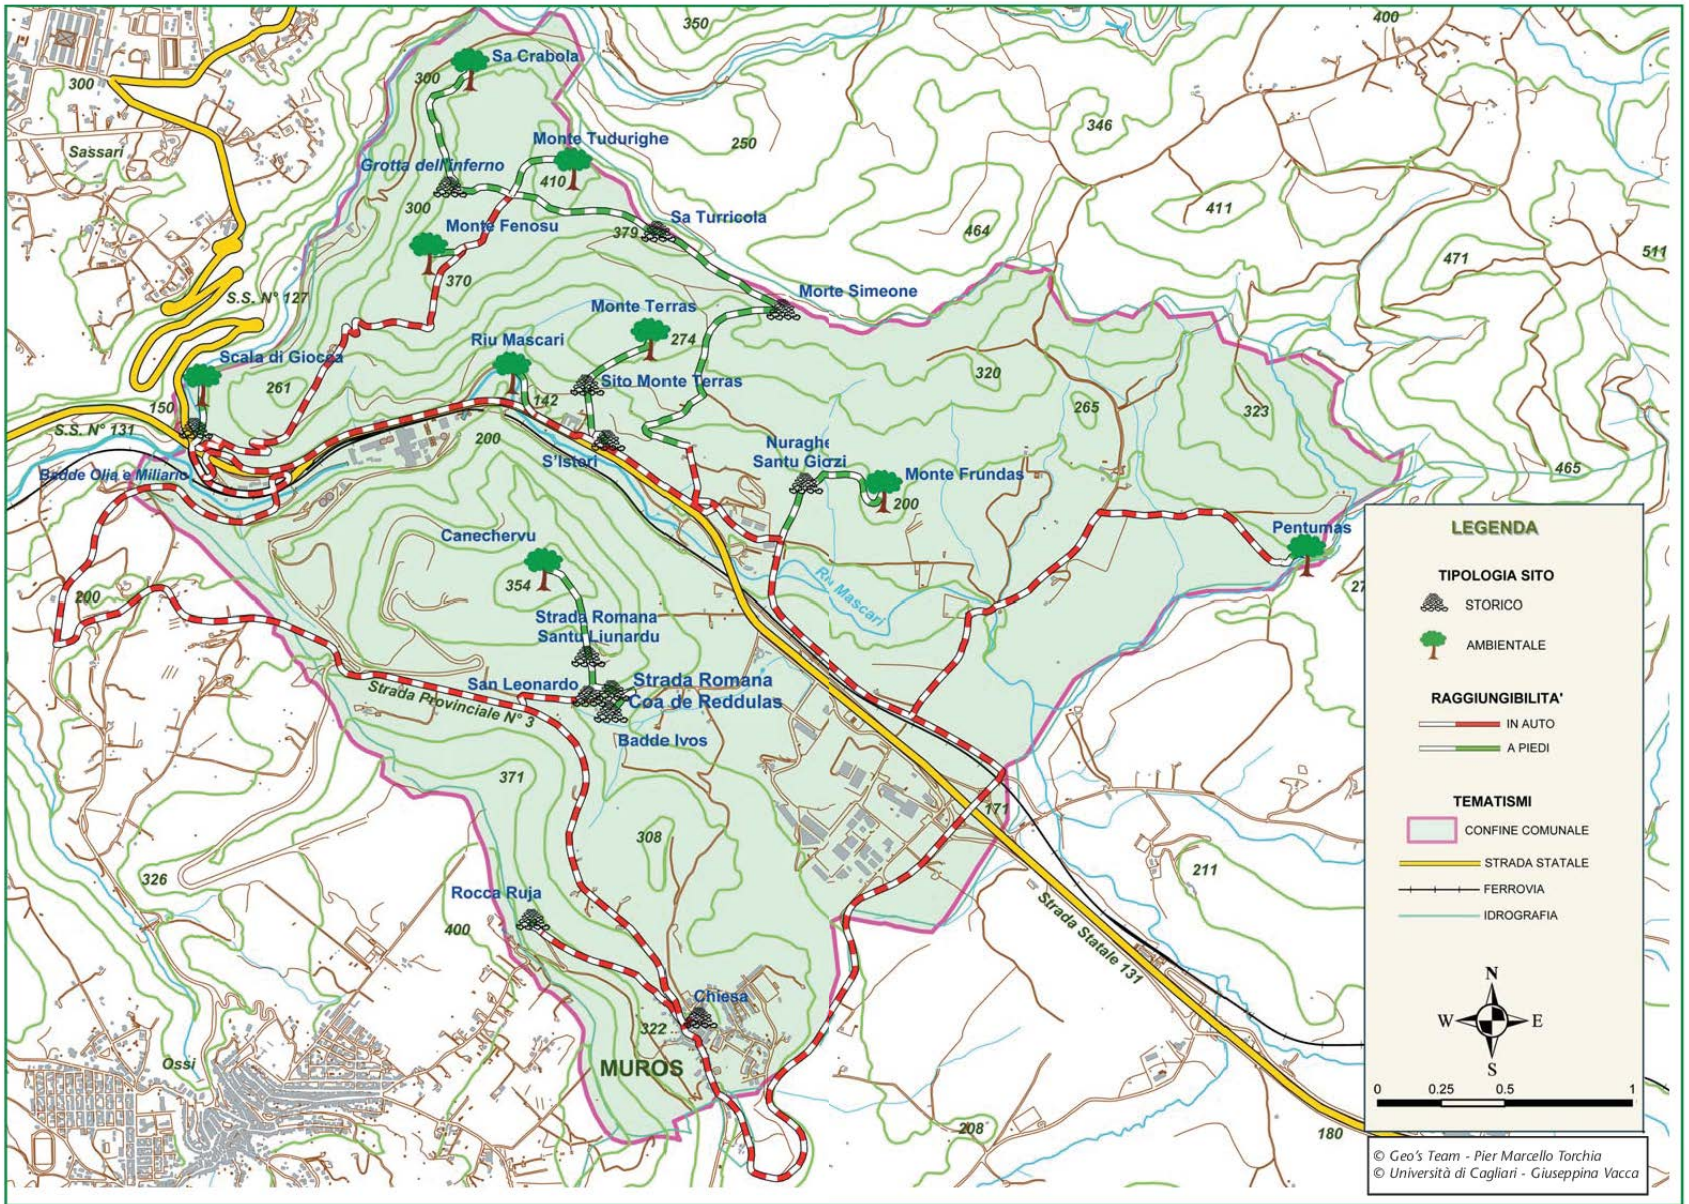 350
400
Sa Crabola
300
300
346
Monte Tudurighe
250
Sassari
Grotta dell'inferno
410
300
411
Sa Turricola
Monte Fenosu
379
464
471
511
370
S.S. N° 127
Morte Simeone
Monte Terras
274
Riu Mascari
Scala di Giocca
261
Sito Monte Terras
320
142
150
265
323
S.S. N° 131
200
Nuraghe
Santu Giorzi
S'Istori
465
Badde Olia e Miliario
Monte Frundas
200
Canechervu
Pentumas
354
27
Riu Mascari
200
Strada Romana
Santu Liunardu
San Leonardo
Strada Romana
Coa de Reddulas
Strada Provinciale N° 3
Badde Ivos
371
171
308
326
211
Rocca Ruja
400
Strada Statale 131
Chiesa
322
MUROS
Ossi
208
180
LEGENDA
TIPOLOGIA SITO
STORICO
AMBIENTALE
RAGGIUNGIBILITA'
IN AUTO
A PIEDI
TEMATISMI
CONFINE COMUNALE
STRADA STATALE
FERROVIA
IDROGRAFIA
N
W E
S
0 0.25 0.5 1
© Geo's Team - Pier Marcello Torchia
© Università di Cagliari - Giuseppina Vacca